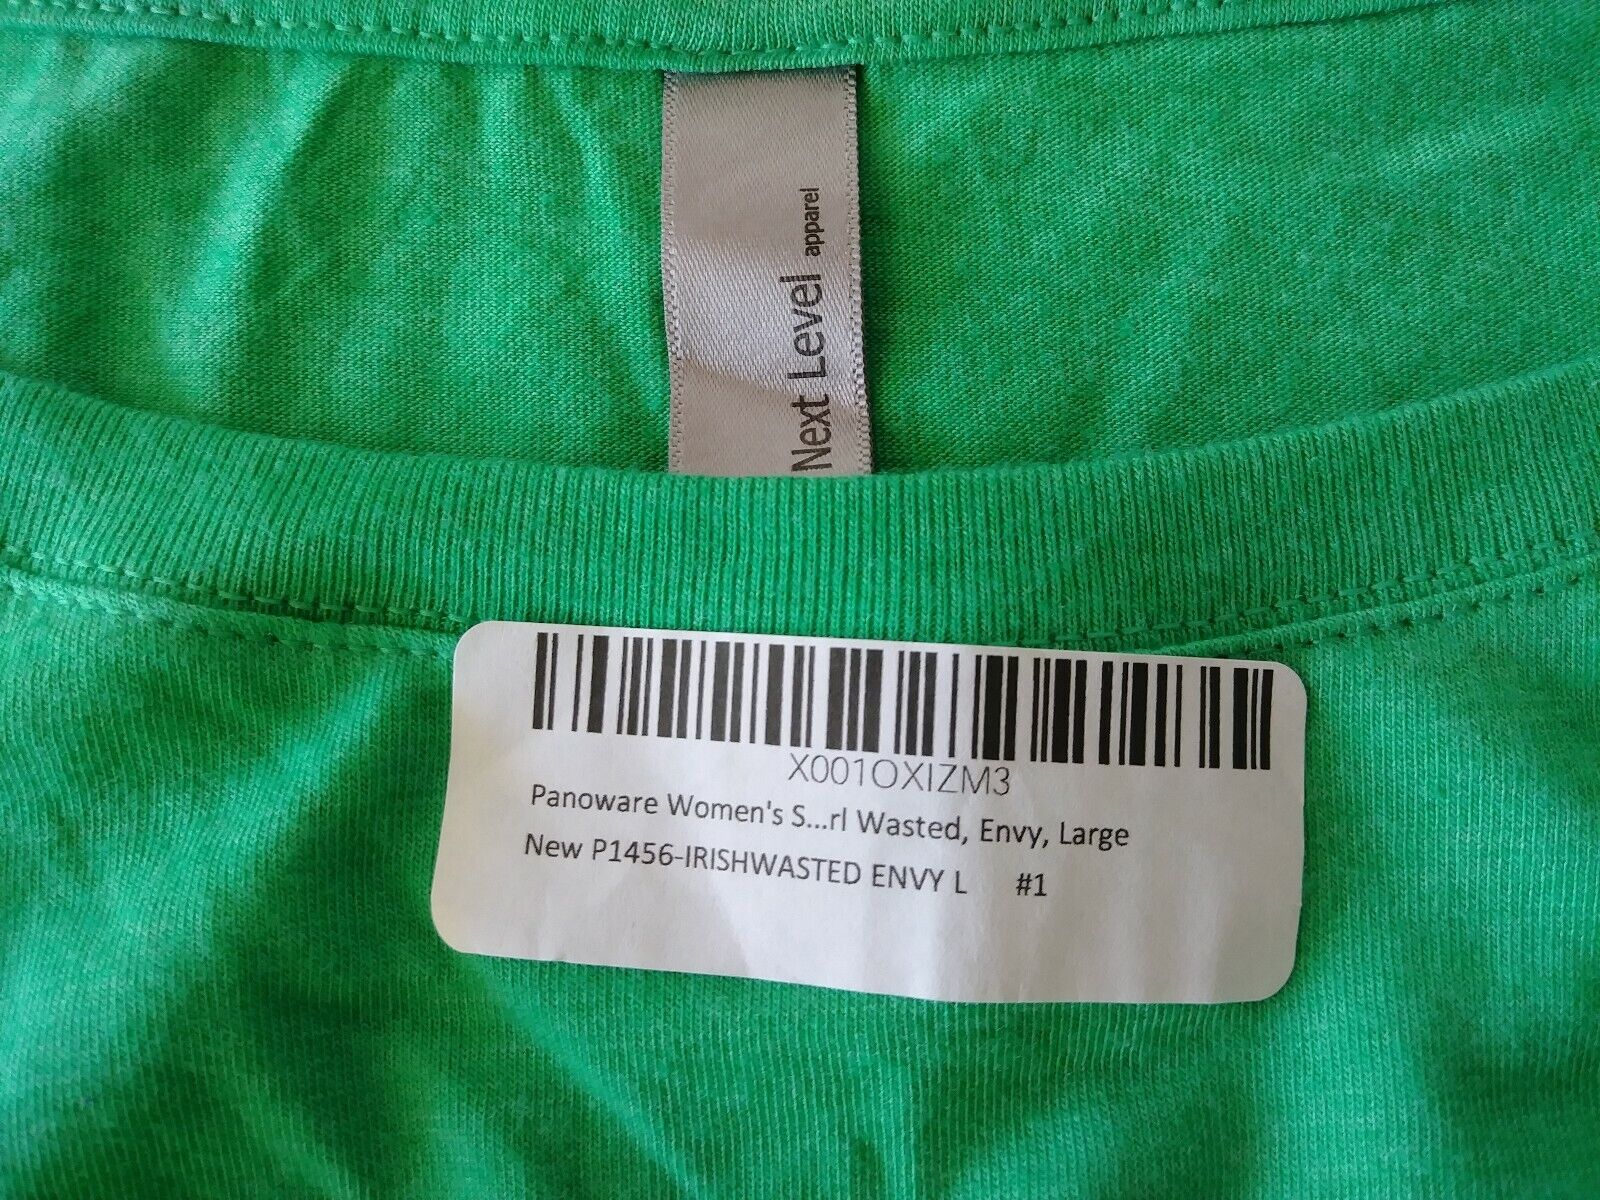 Next Level apparel
X001OXIZM3
Panoware Women's S...rl Wasted, Envy, Large
New P1456-IRISHWASTED ENVY L #1